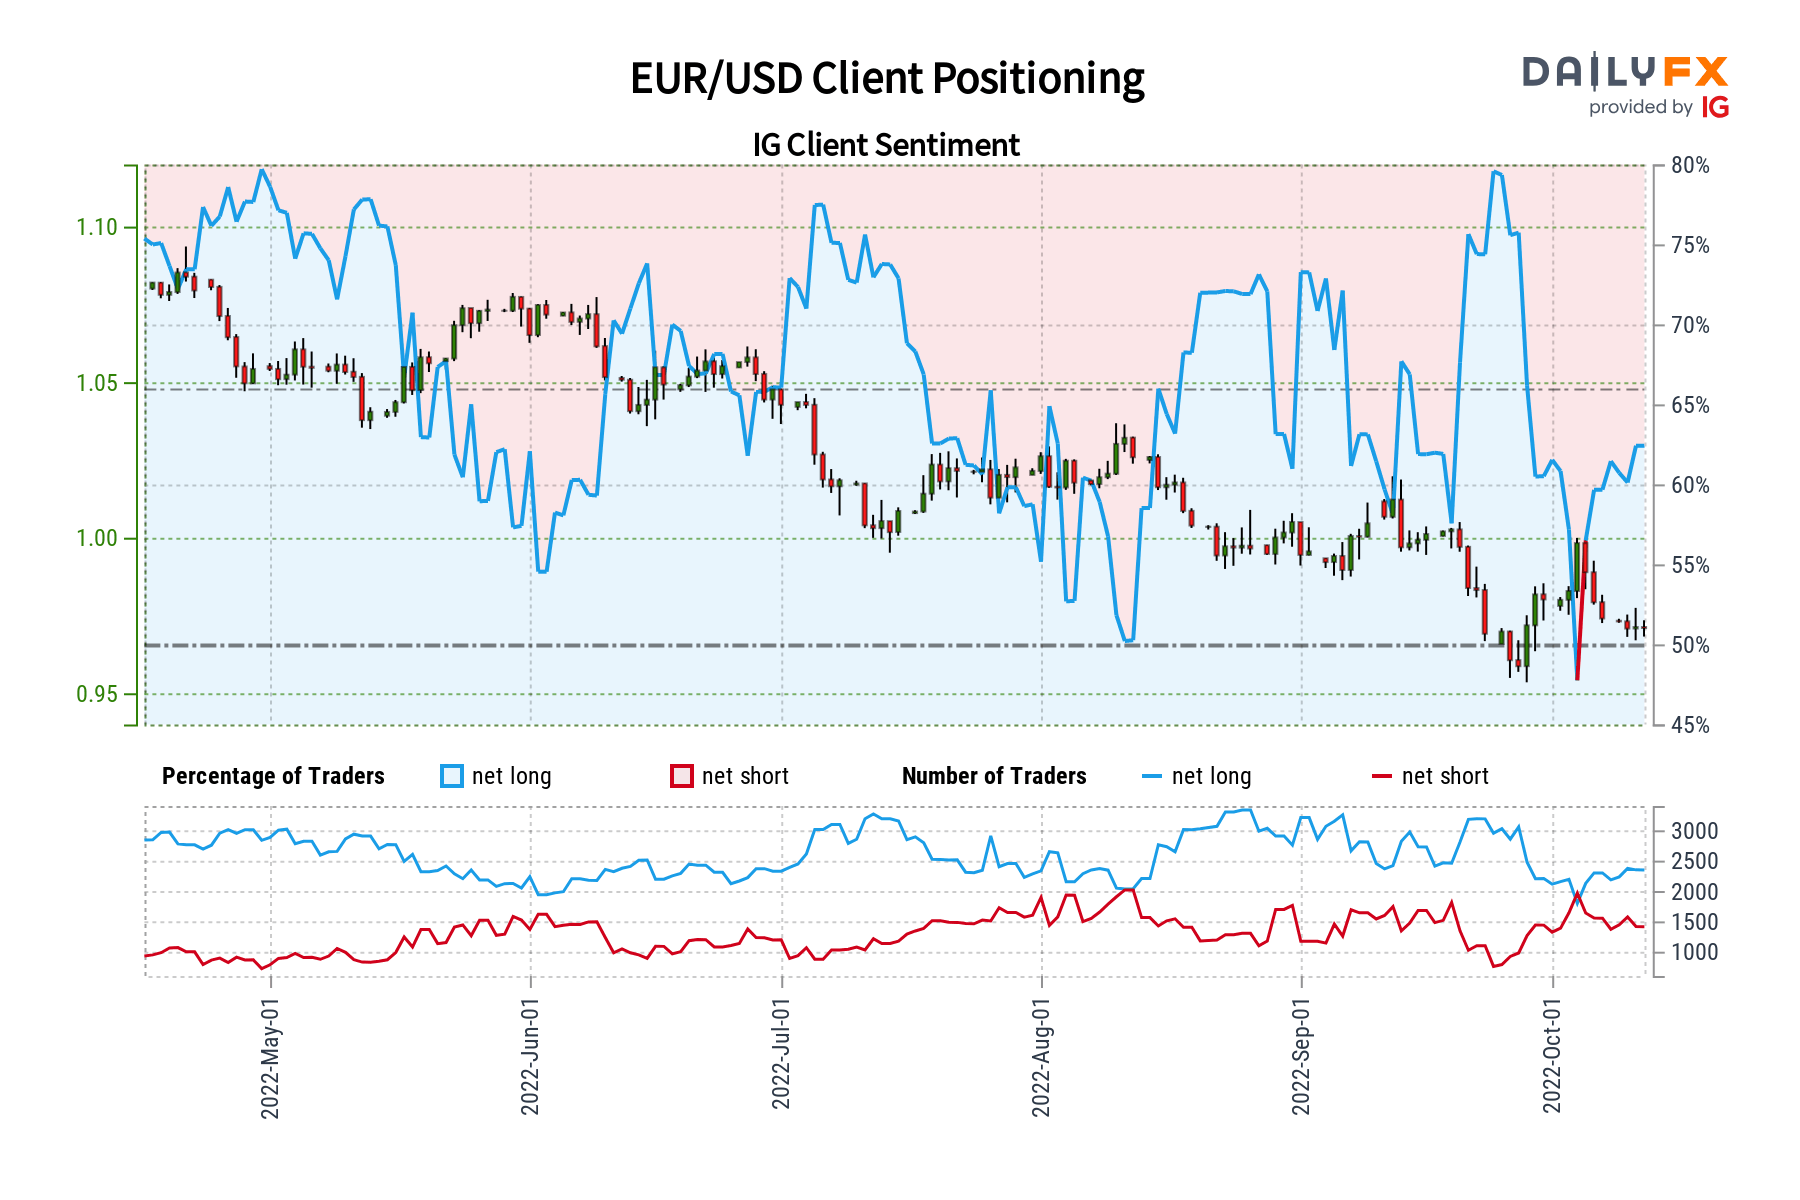 EUR/USD Client Positioning
DAILYFX
provided by IG
IG Client Sentiment
1.10
1.05
1.00
0.95
80%
75%
70%
65%
60%
55%
50%
45%
Percentage of Traders net long net short Number of Traders net long net short
3000
2500
2000
1500
1000
2022-May-01
2022-Jun-01
2022-Jul-01
2022-Aug-01
2022-Sep-01
2022-Oct-01